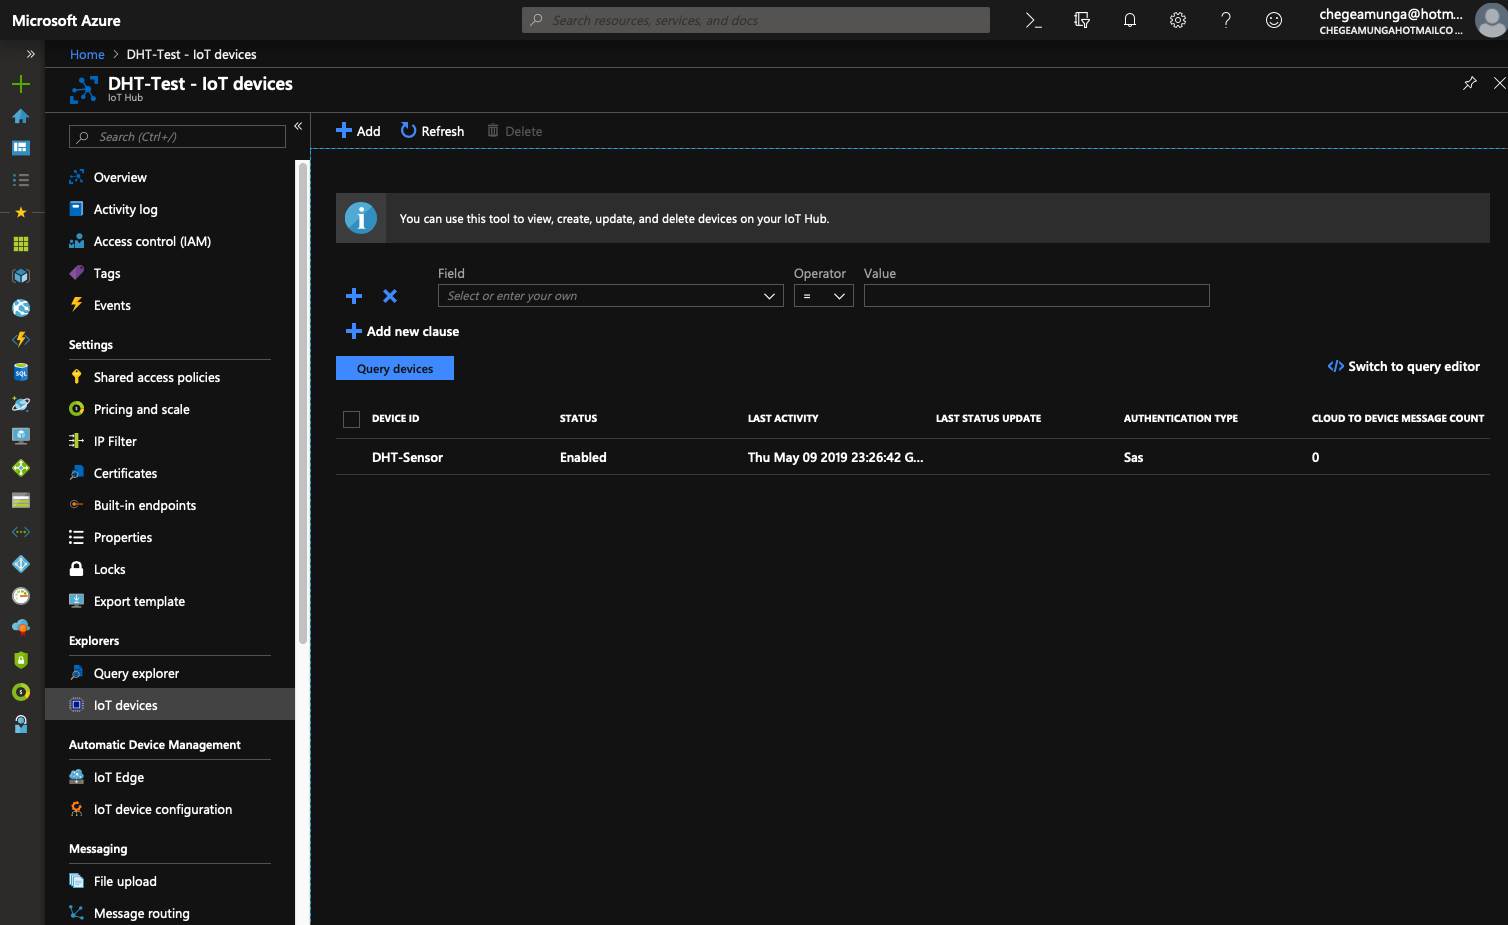 Microsoft Azure
Search resources, services, and docs
chegeamunga@hotm...
CHEGEAMUNGAHOTMAILCO ...
Home > DHT-Test - IoT devices
DHT-Test - IoT devices
IoT Hub
Search (Ctrl+/)
Overview
Activity log
Access control (IAM)
Tags
Events
Settings
Shared access policies
Pricing and scale
IP Filter
Certificates
Built-in endpoints
Properties
Locks
Export template
Explorers
Query explorer
IoT devices
Automatic Device Management
IoT Edge
IoT device configuration
Messaging
File upload
Message routing
Add Refresh Delete
You can use this tool to view, create, update, and delete devices on your IoT Hub.
Field Operator Value
Select or enter your own =
Add new clause
Query devices
</> Switch to query editor
DEVICE ID STATUS LAST ACTIVITY LAST STATUS UPDATE AUTHENTICATION TYPE CLOUD TO DEVICE MESSAGE COUNT
DHT-Sensor Enabled Thu May 09 2019 23:26:42 G... Sas 0